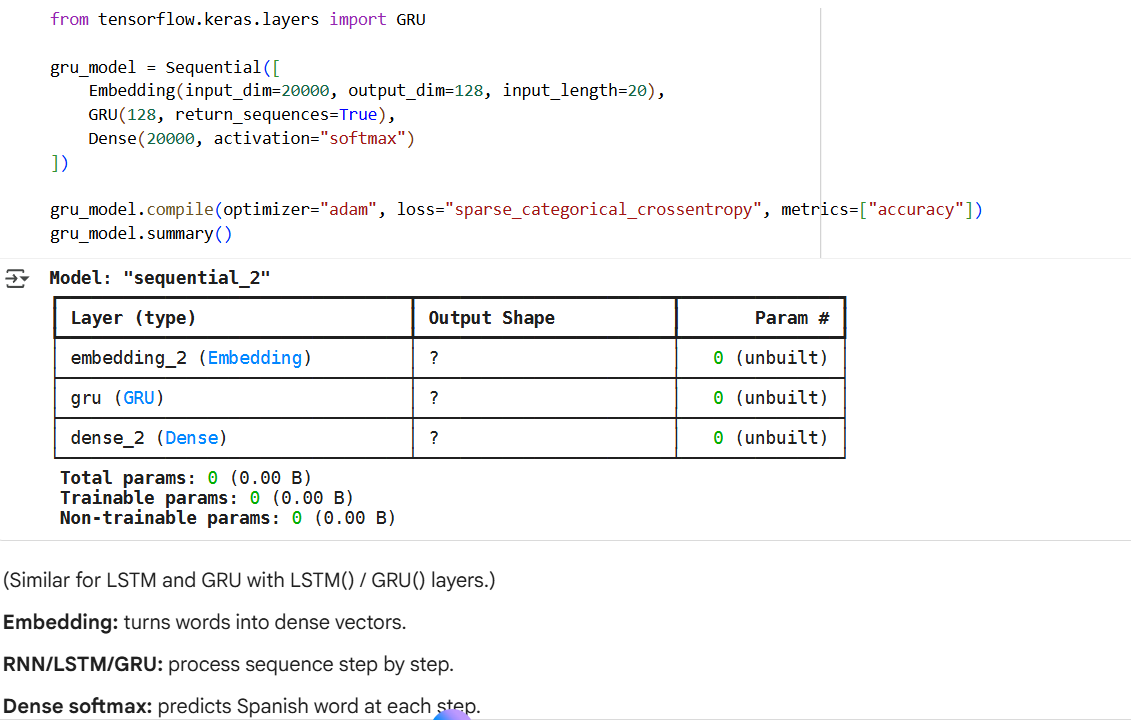 from tensorflow.keras.layers import GRU
gru_model = Sequential([
    Embedding(input_dim=20000, output_dim=128, input_length=20),
    GRU(128, return_sequences=True),
    Dense(20000, activation="softmax")
])
gru_model.compile(optimizer="adam", loss="sparse_categorical_crossentropy", metrics=["accuracy"])
gru_model.summary()
Model: "sequential_2"
Layer (type) Output Shape Param #
embedding_2 (Embedding) ? 0 (unbuilt)
gru (GRU) ? 0 (unbuilt)
dense_2 (Dense) ? 0 (unbuilt)
Total params: 0 (0.00 B)
Trainable params: 0 (0.00 B)
Non-trainable params: 0 (0.00 B)
(Similar for LSTM and GRU with LSTM() / GRU() layers.)
Embedding: turns words into dense vectors.
RNN/LSTM/GRU: process sequence step by step.
Dense softmax: predicts Spanish word at each step.